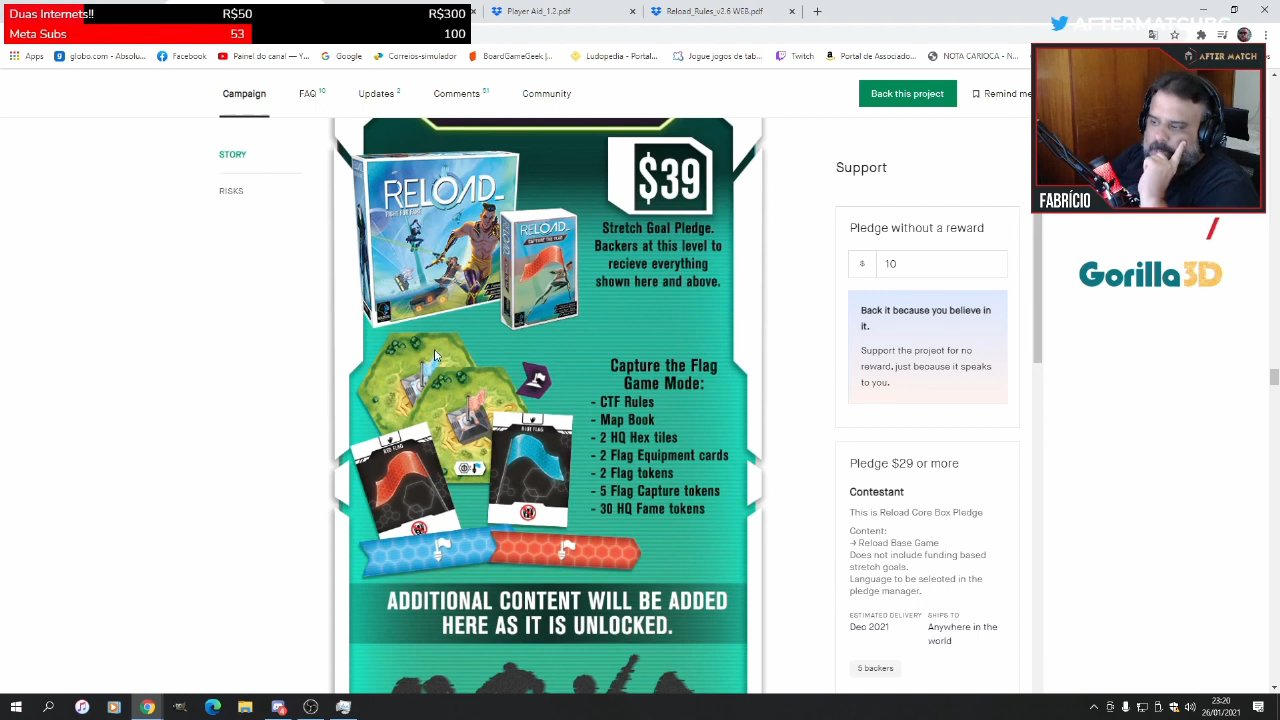 Duas Internets!! R$50 R$300
Meta Subs 53 100
Player Aid_1.2.pdf
Reload_Rules_v2.6 WEB.pdf
AFTERMATCHBG
Apps globo.com - Absolu... Facebook Painel do canal — Y... Google Correios-simulador BoardGameGeek Ludopedia - Portal... Jogue jogos de tab... Twitch Portal de Associado... NOTA CARIOCA - N...
AFTER MATCH
Campaign FAQ 10 Updates 2 Comments 51 Community Back this project Remind me
STORY
RISKS
RELOAD
FIGHT FOR FAME
RELOAD
CAPTURE THE FLAG
$39
Stretch Goal Pledge.
Backers at this level to
recieve everything
shown here and above.
Capture the Flag
Game Mode:
- CTF Rules
- Map Book
- 2 HQ Hex tiles
- 2 Flag Equipment cards
- 2 Flag tokens
- 5 Flag Capture tokens
- 30 HQ Fame tokens
RED FLAG
BLUE FLAG
ADDITIONAL CONTENT WILL BE ADDED
HERE AS IT IS UNLOCKED.
Support
Pledge without a reward
$ 10
Back it because you believe in
it.
Support the project for no
reward, just because it speaks
to you.
Pledge $29 or more
Contestant
This is Reload Core Box Pledge
Content:
→ Reload Base Game
Does not include funding based
stretch goals.
Language to be selected in the
pledge manager.
ESTIMATED DELIVERY SHIPS TO
Dec 2021 Anywhere in the
world
5 backers
FABRÍCIO
Gorilla3D
4
23:20
26/01/2021